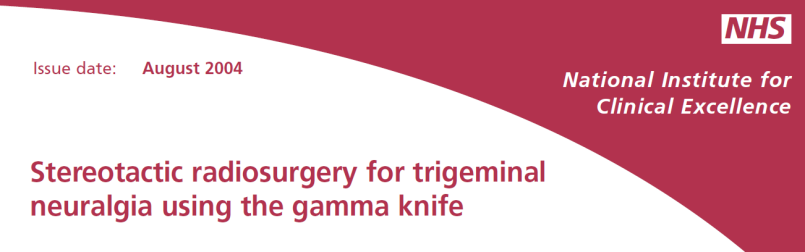 NHS
Issue date: August 2004
National Institute for
Clinical Excellence
Stereotactic radiosurgery for trigeminal
neuralgia using the gamma knife